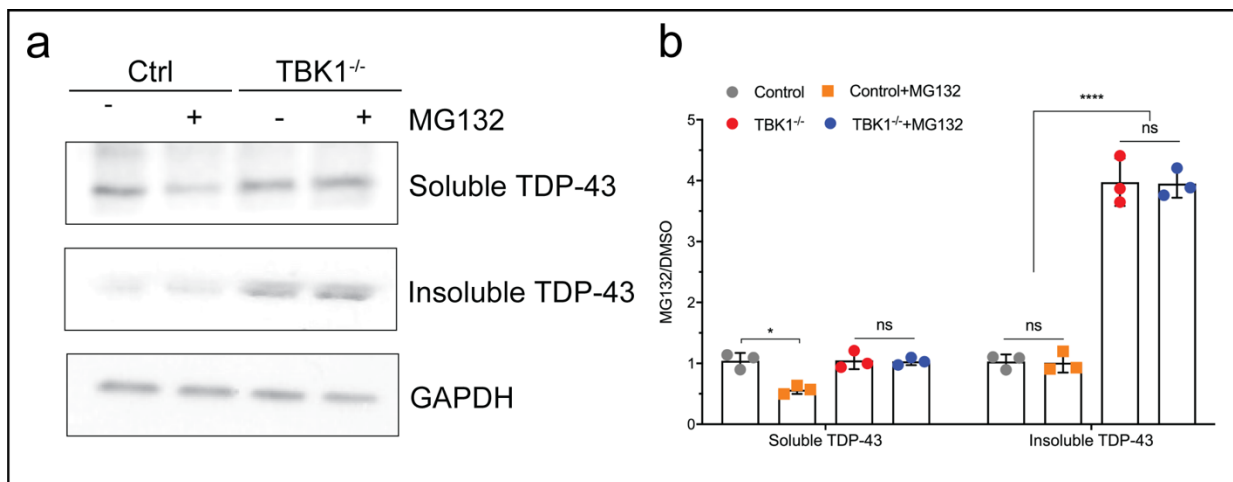 a
Ctrl TBK1⁻/⁻
- + - + MG132
Soluble TDP-43
Insoluble TDP-43
GAPDH
b
Control Control+MG132
TBK1⁻/⁻ TBK1⁻/⁻+MG132
****
ns
* ns ns
MG132/DMSO
5
4
3
2
1
0
Soluble TDP-43 Insoluble TDP-43